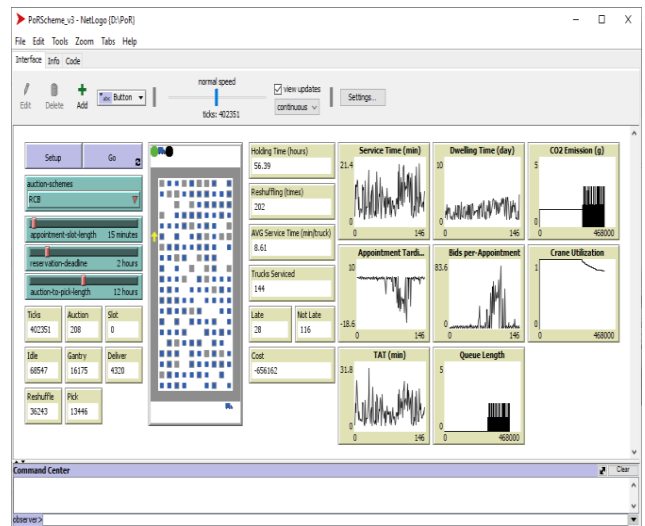 PoRScheme_v3 - NetLogo {D:\PoR}
File Edit Tools Zoom Tabs Help
Interface Info Code
Edit Delete Add abc Button normal speed view updates
ticks: 402351 continuous Settings...
Setup Go
auction-schemes
RCB
appointment-slot-length 15 minutes
reservation-deadline 2 hours
auction-to-pick-length 12 hours
Ticks Auction Slot
402351 208 0
Idle Gantry Deliver
68547 16175 4320
Reshuffle Pick
36243 13446
Holding Time (hours)
56.39
Reshufling (times)
202
AVG Service Time (min/truck)
8.61
Trucks Serviced
144
Late Not Late
28 116
Cost
-656162
Service Time (min)
21.4
0
0 146
Dwelling Time (day)
10
0
0 146
CO2 Emission (g)
5
0
0 468000
Appointment Tardi...
10
-18.6
0 146
Bids per-Appointment
83.6
0
0 146
Crane Utilization
1
0
0 468000
TAT (min)
31.8
0
0 146
Queue Length
5
0
0 468000
Command Center Clear
observer>